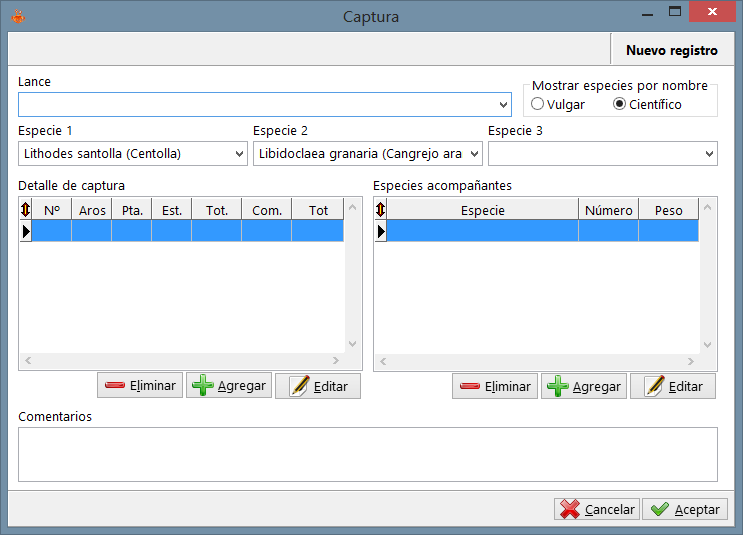 Captura
Nuevo registro
Lance
Mostrar especies por nombre
Vulgar Científico
Especie 1 Especie 2 Especie 3
Lithodes santolla (Centolla) Libidoclaea granaria (Cangrejo ara
Detalle de captura Especies acompañantes
Nº Aros Pta. Est. Tot. Com. Tot Especie Número Peso
Eliminar Agregar Editar Eliminar Agregar Editar
Comentarios
Cancelar Aceptar